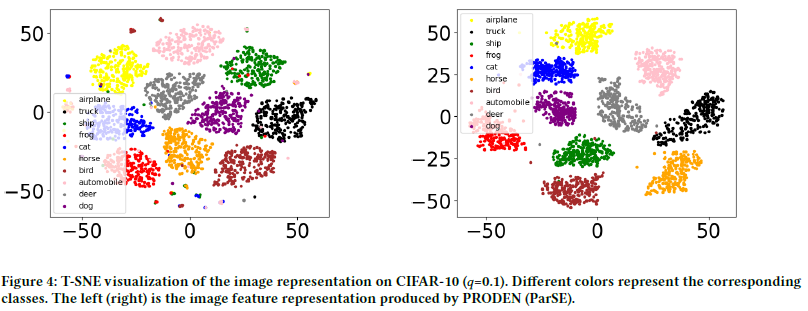 50
0
−50
−50
0
50
airplane
truck
ship
frog
cat
horse
bird
automobile
deer
dog
50
25
0
−25
−50
−50
0
50
airplane
truck
ship
frog
cat
horse
bird
automobile
deer
dog
Figure 4: T-SNE visualization of the image representation on CIFAR-10 (q=0.1). Different colors represent the corresponding
classes. The left (right) is the image feature representation produced by PRODEN (ParSE).